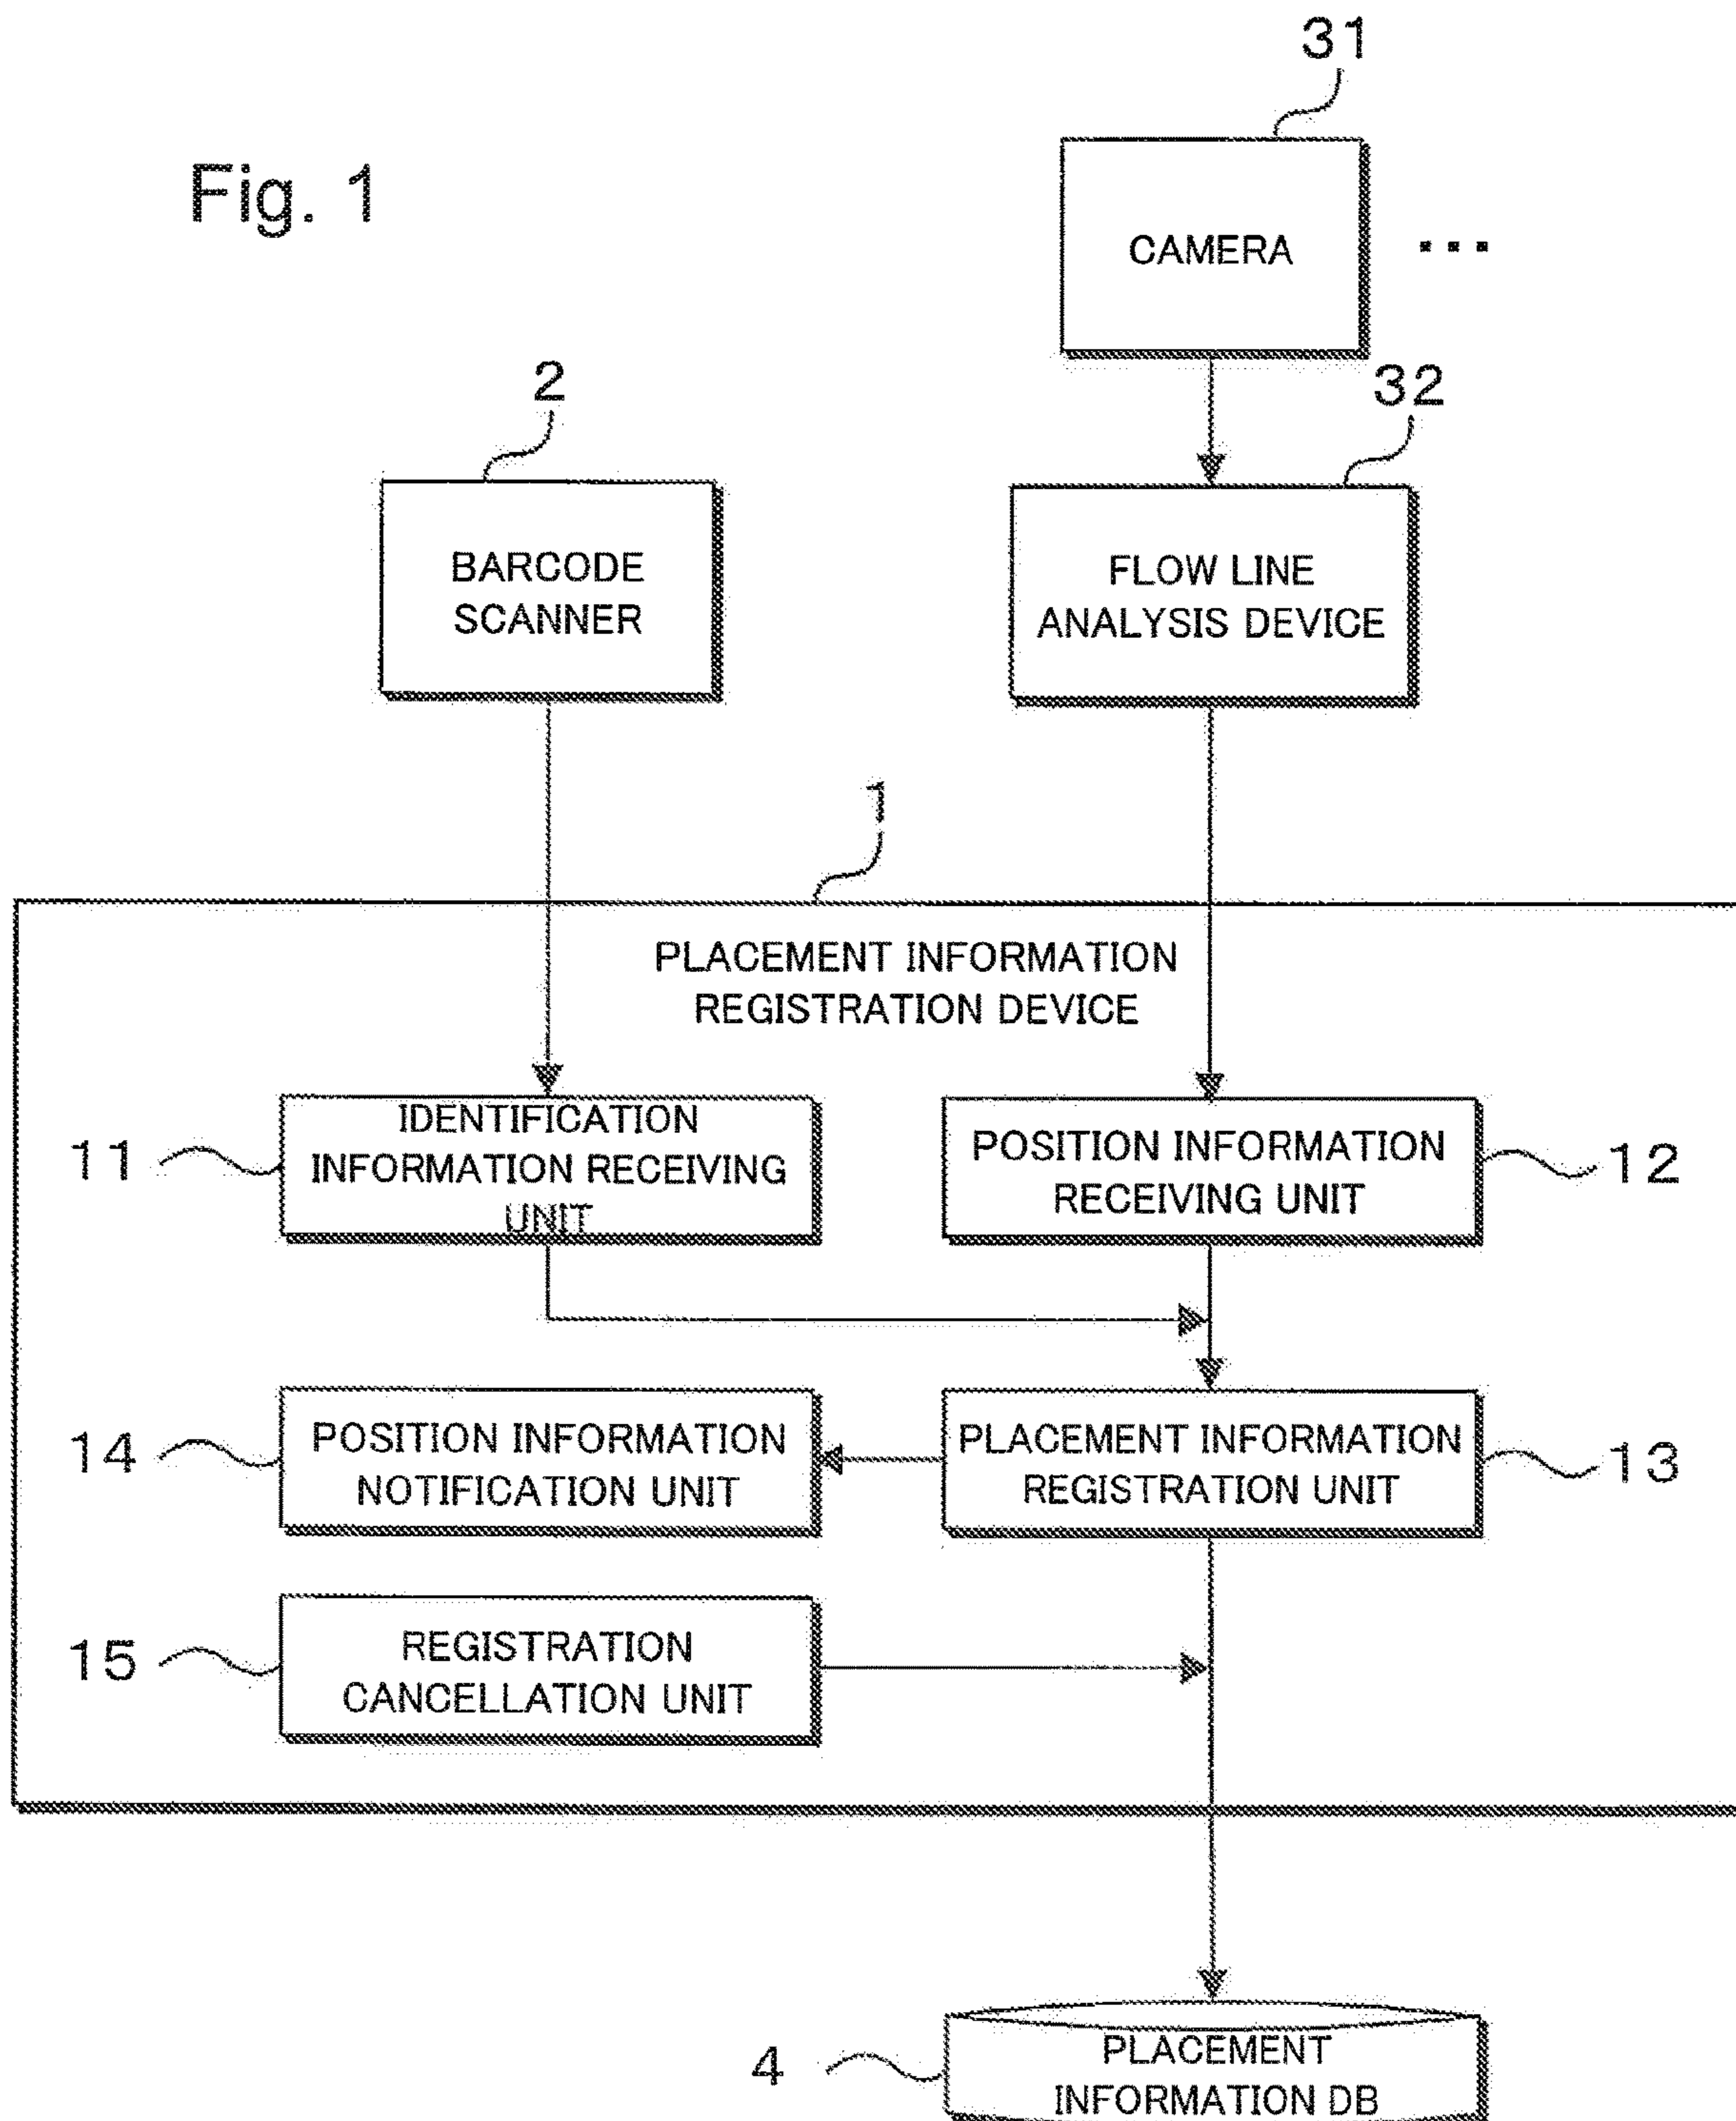 31
Fig. 1
CAMERA
...
2
32
BARCODE
SCANNER
FLOW LINE
ANALYSIS DEVICE
1
PLACEMENT INFORMATION
REGISTRATION DEVICE
11
IDENTIFICATION
INFORMATION RECEIVING
UNIT
POSITION INFORMATION
RECEIVING UNIT
12
14
POSITION INFORMATION
NOTIFICATION UNIT
PLACEMENT INFORMATION
REGISTRATION UNIT
13
15
REGISTRATION
CANCELLATION UNIT
4
PLACEMENT
INFORMATION DB